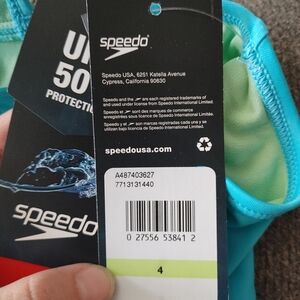 speedo
Speedo USA, 6251 Katella Avenue
Cypress, California 90630
Speedo and the are each registered trademarks of
and used under license from Speedo International Limited.
Speedo et sont des marques de commerce
enregistrées sous licence de Speedo International Limited.
Speedo y el son marcas registradas cada uno y se
utilizan bajo licencia de Speedo International Limited.
speedousa.com
A487403627
7713131440
0 27556 53841 2
4
U
50
PROTECTI
speedo